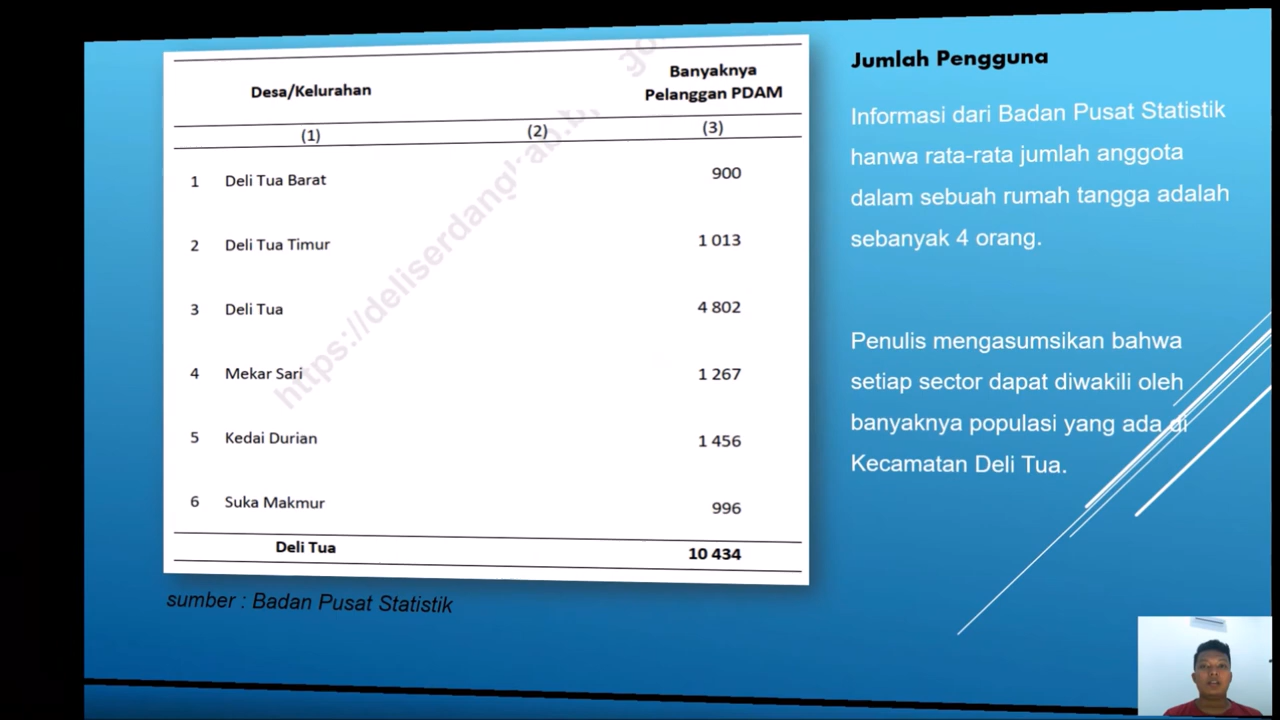 Desa/Kelurahan
Banyaknya
Pelanggan PDAM
(1) (2) (3)
1 Deli Tua Barat 900
2 Deli Tua Timur 1 013
3 Deli Tua 4 802
4 Mekar Sari 1 267
5 Kedai Durian 1 456
6 Suka Makmur 996
Deli Tua 10 434
https://deliserdangkab.b
go
sumber : Badan Pusat Statistik
Jumlah Pengguna
Informasi dari Badan Pusat Statistik
hanwa rata-rata jumlah anggota
dalam sebuah rumah tangga adalah
sebanyak 4 orang.
Penulis mengasumsikan bahwa
setiap sector dapat diwakili oleh
banyaknya populasi yang ada di
Kecamatan Deli Tua.